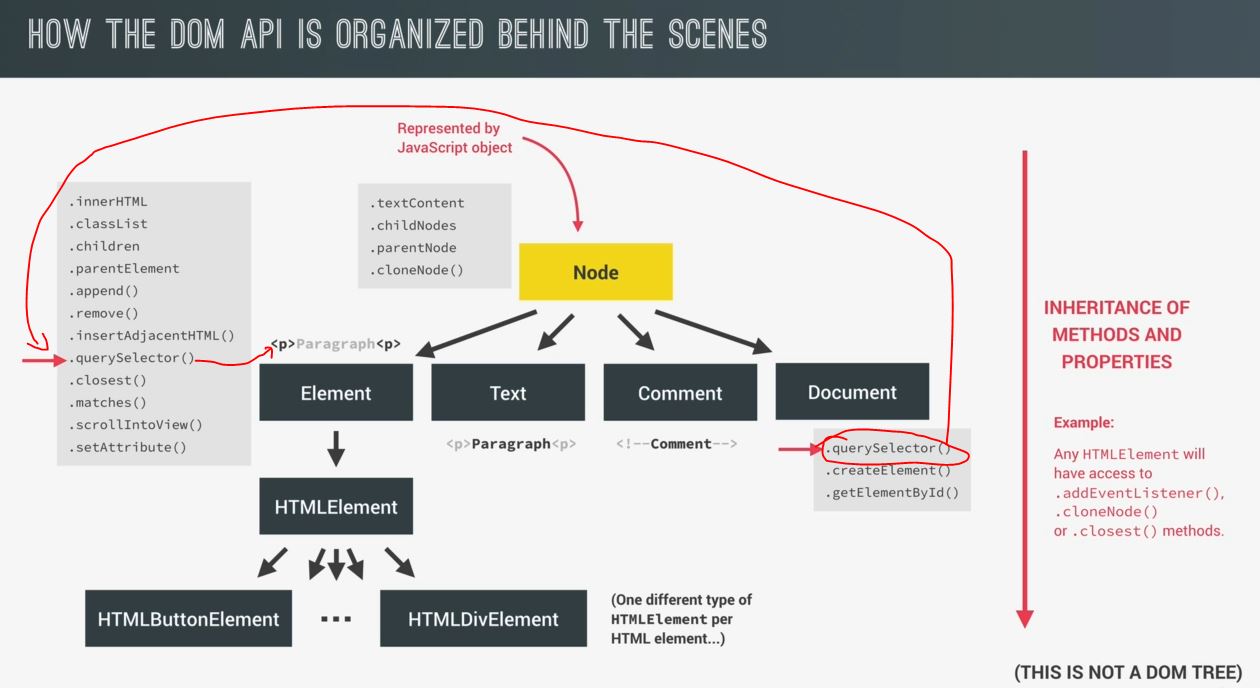 HOW THE DOM API IS ORGANIZED BEHIND THE SCENES
Represented by
JavaScript object
.innerHTML
.classList
.children
.parentElement
.append()
.remove()
.insertAdjacentHTML()
.querySelector()
.closest()
.matches()
.scrollIntoView()
.setAttribute()
.textContent
.childNodes
.parentNode
.cloneNode()
Node
<p>Paragraph<p>
Element
Text
Comment
Document
<p>Paragraph<p>
<!--Comment-->
.querySelector()
.createElement()
.getElementById()
HTMLElement
HTMLButtonElement
...
HTMLDivElement
(One different type of
HTMLElement per
HTML element...)
INHERITANCE OF
METHODS AND
PROPERTIES
Example:
Any HTMLElement will
have access to
.addEventListener(),
.cloneNode()
or .closest() methods.
(THIS IS NOT A DOM TREE)